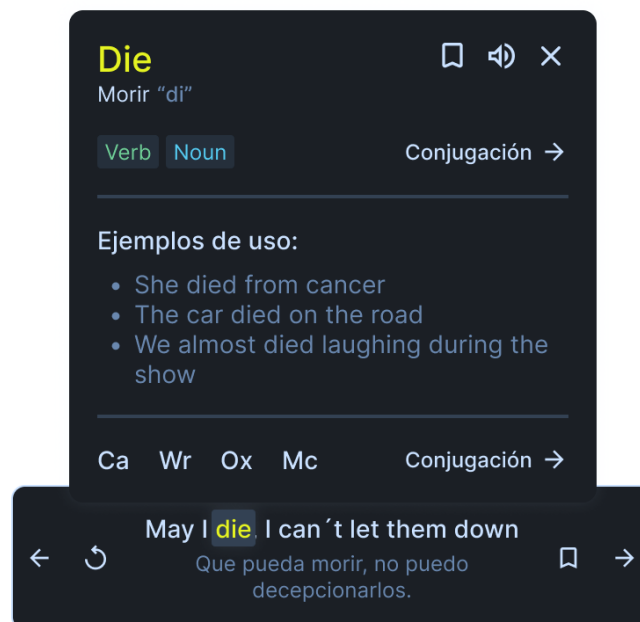 Die
Morir “di”
Verb Noun Conjugación
Ejemplos de uso:
• She died from cancer
• The car died on the road
• We almost died laughing during the
show
Ca Wr Ox Mc Conjugación
May I die. I can´t let them down
Que pueda morir, no puedo
decepcionarlos.